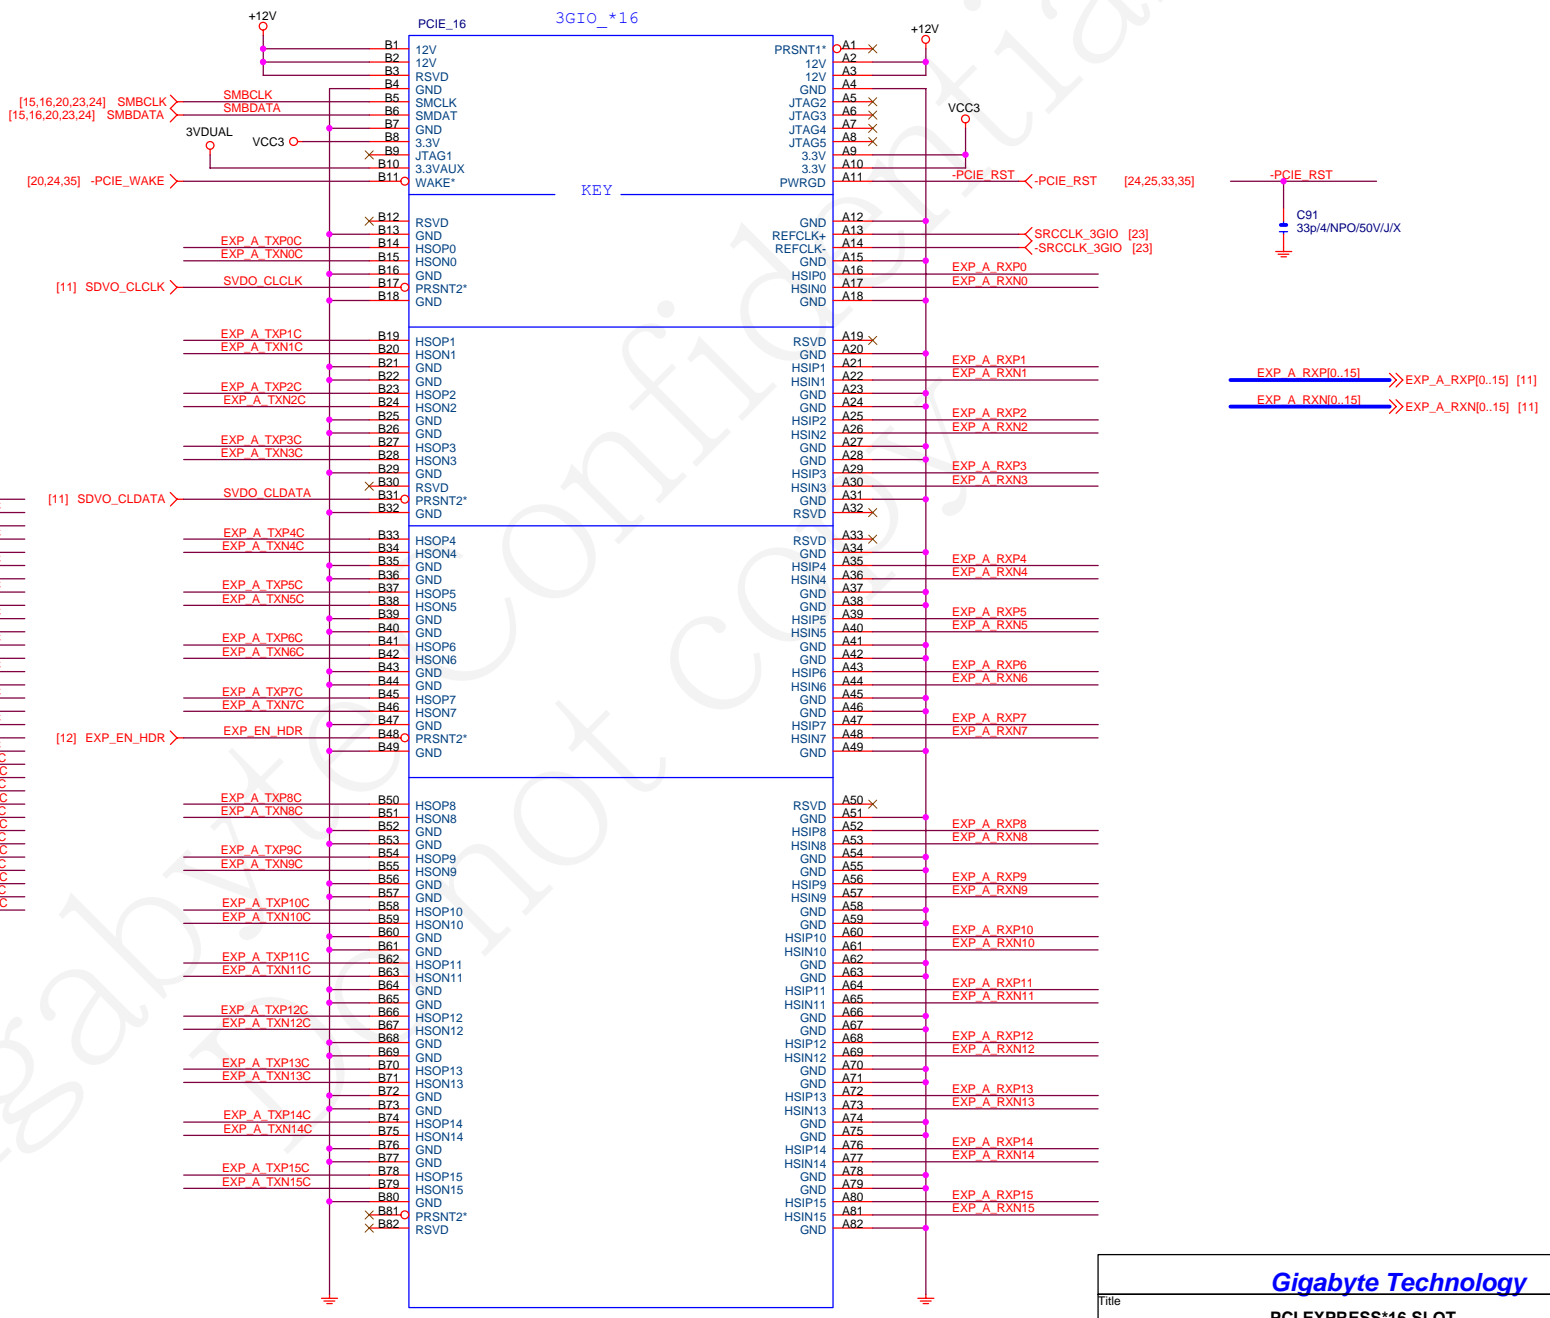 +12V
PCIE_16
3GIO_*16
+12V
B1 12V PRSNT1* A1
B2 12V 12V A2
B3 RSVD 12V A3
B4 GND GND A4
[15,16,20,23,24] SMBCLK SMBCLK B5 SMCLK JTAG2 A5
[15,16,20,23,24] SMBDATA SMBDATA B6 SMDAT JTAG3 A6
VCC3
B7 GND JTAG4 A7
3VDUAL
VCC3 B8 3.3V JTAG5 A8
B9 JTAG1 3.3V A9
B10 3.3VAUX 3.3V A10
[20,24,35] -PCIE_WAKE B11 WAKE* PWRGD A11 -PCIE_RST -PCIE_RST [24,25,33,35] -PCIE_RST
KEY
B12 RSVD GND A12
C91
33p/4/NPO/50V/J/X
B13 GND REFCLK+ A13 SRCCLK_3GIO [23]
EXP_A_TXP0C B14 HSOP0 REFCLK- A14 -SRCCLK_3GIO [23]
EXP_A_TXN0C B15 HSON0 GND A15
B16 GND HSIP0 A16 EXP_A_RXP0
[11] SDVO_CLCLK SVDO_CLCLK B17 PRSNT2* HSIN0 A17 EXP_A_RXN0
B18 GND GND A18
EXP_A_TXP1C B19 HSOP1 RSVD A19
EXP_A_TXN1C B20 HSON1 GND A20
B21 GND HSIP1 A21 EXP_A_RXP1
B22 GND HSIN1 A22 EXP_A_RXN1 EXP_A_RXP[0..15] EXP_A_RXP[0..15] [11]
EXP_A_TXP2C B23 HSOP2 GND A23
EXP_A_TXN2C B24 HSON2 GND A24 EXP_A_RXN[0..15] EXP_A_RXN[0..15] [11]
B25 GND HSIP2 A25 EXP_A_RXP2
B26 GND HSIN2 A26 EXP_A_RXN2
EXP_A_TXP3C B27 HSOP3 GND A27
EXP_A_TXN3C B28 HSON3 GND A28
B29 GND HSIP3 A29 EXP_A_RXP3
B30 RSVD HSIN3 A30 EXP_A_RXN3
[11] SDVO_CLDATA SVDO_CLDATA B31 PRSNT2* GND A31
B32 GND RSVD A32
EXP_A_TXP4C B33 HSOP4 RSVD A33
EXP_A_TXN4C B34 HSON4 GND A34
B35 GND HSIP4 A35 EXP_A_RXP4
B36 GND HSIN4 A36 EXP_A_RXN4
EXP_A_TXP5C B37 HSOP5 GND A37
EXP_A_TXN5C B38 HSON5 GND A38
B39 GND HSIP5 A39 EXP_A_RXP5
B40 GND HSIN5 A40 EXP_A_RXN5
EXP_A_TXP6C B41 HSOP6 GND A41
EXP_A_TXN6C B42 HSON6 GND A42
B43 GND HSIP6 A43 EXP_A_RXP6
B44 GND HSIN6 A44 EXP_A_RXN6
EXP_A_TXP7C B45 HSOP7 GND A45
EXP_A_TXN7C B46 HSON7 GND A46
B47 GND HSIP7 A47 EXP_A_RXP7
[12] EXP_EN_HDR EXP_EN_HDR B48 PRSNT2* HSIN7 A48 EXP_A_RXN7
B49 GND GND A49
EXP_A_TXP8C B50 HSOP8 RSVD A50
EXP_A_TXN8C B51 HSON8 GND A51
B52 GND HSIP8 A52 EXP_A_RXP8
B53 GND HSIN8 A53 EXP_A_RXN8
EXP_A_TXP9C B54 HSOP9 GND A54
EXP_A_TXN9C B55 HSON9 GND A55
B56 GND HSIP9 A56 EXP_A_RXP9
B57 GND HSIN9 A57 EXP_A_RXN9
EXP_A_TXP10C B58 HSOP10 GND A58
EXP_A_TXN10C B59 HSON10 GND A59
B60 GND HSIP10 A60 EXP_A_RXP10
B61 GND HSIN10 A61 EXP_A_RXN10
EXP_A_TXP11C B62 HSOP11 GND A62
EXP_A_TXN11C B63 HSON11 GND A63
B64 GND HSIP11 A64 EXP_A_RXP11
B65 GND HSIN11 A65 EXP_A_RXN11
EXP_A_TXP12C B66 HSOP12 GND A66
EXP_A_TXN12C B67 HSON12 GND A67
B68 GND HSIP12 A68 EXP_A_RXP12
B69 GND HSIN12 A69 EXP_A_RXN12
EXP_A_TXP13C B70 HSOP13 GND A70
EXP_A_TXN13C B71 HSON13 GND A71
B72 GND HSIP13 A72 EXP_A_RXP13
B73 GND HSIN13 A73 EXP_A_RXN13
EXP_A_TXP14C B74 HSOP14 GND A74
EXP_A_TXN14C B75 HSON14 GND A75
B76 GND HSIP14 A76 EXP_A_RXP14
B77 GND HSIN14 A77 EXP_A_RXN14
EXP_A_TXP15C B78 HSOP15 GND A78
EXP_A_TXN15C B79 HSON15 GND A79
B80 GND HSIP15 A80 EXP_A_RXP15
B81 PRSNT2* HSIN15 A81 EXP_A_RXN15
B82 RSVD GND A82
Gigabyte Technology
Title
PCI EXPRESS*16 SLOT
gabyte Confidentia
Do not copy